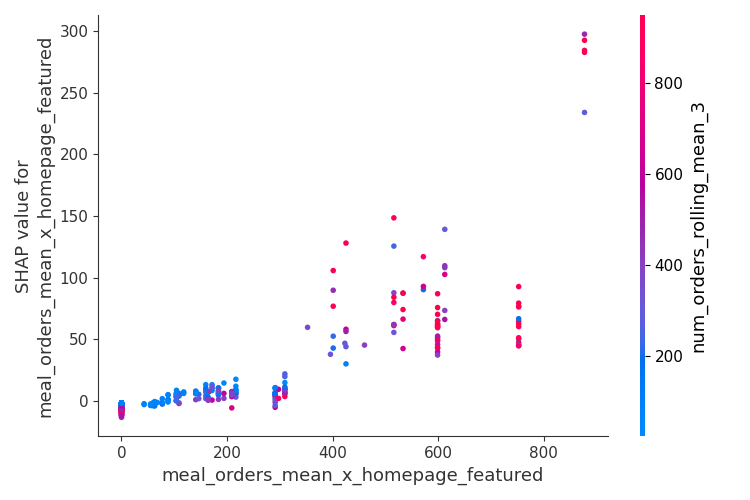 300
250
200
150
100
50
0
SHAP value for
meal_orders_mean_x_homepage_featured
0 200 400 600 800
meal_orders_mean_x_homepage_featured
800
600
400
200
num_orders_rolling_mean_3